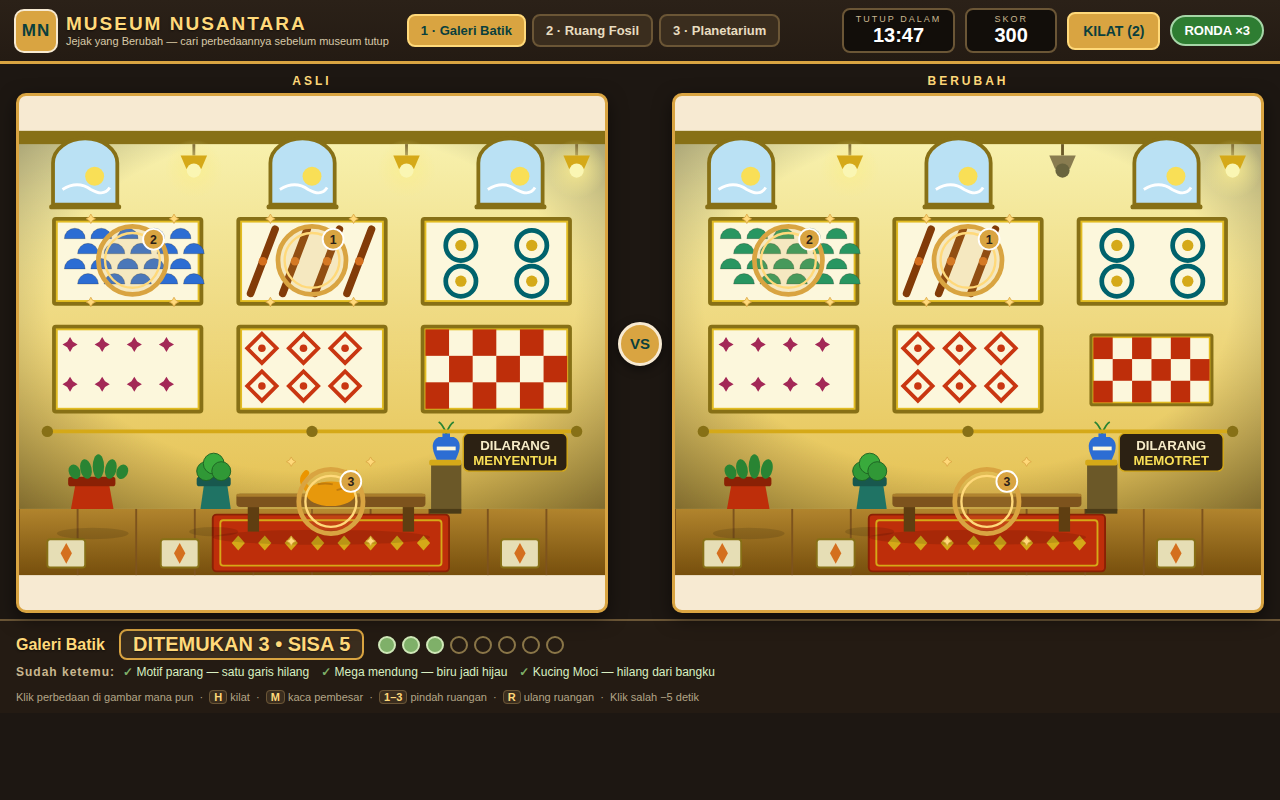 MN
MUSEUM NUSANTARA
Jejak yang Berubah — cari perbedaannya sebelum museum tutup
1 · Galeri Batik
2 · Ruang Fosil
3 · Planetarium
TUTUP DALAM
13:47
SKOR
300
KILAT (2)
RONDA ×3
ASLI
BERUBAH
2
1
DILARANG
MENYENTUH
3
VS
2
1
DILARANG
MEMOTRET
3
Galeri Batik
DITEMUKAN 3 • SISA 5
Sudah ketemu: ✓ Motif parang — satu garis hilang ✓ Mega mendung — biru jadi hijau ✓ Kucing Moci — hilang dari bangku
Klik perbedaan di gambar mana pun · H kilat · M kaca pembesar · 1–3 pindah ruangan · R ulang ruangan · Klik salah −5 detik